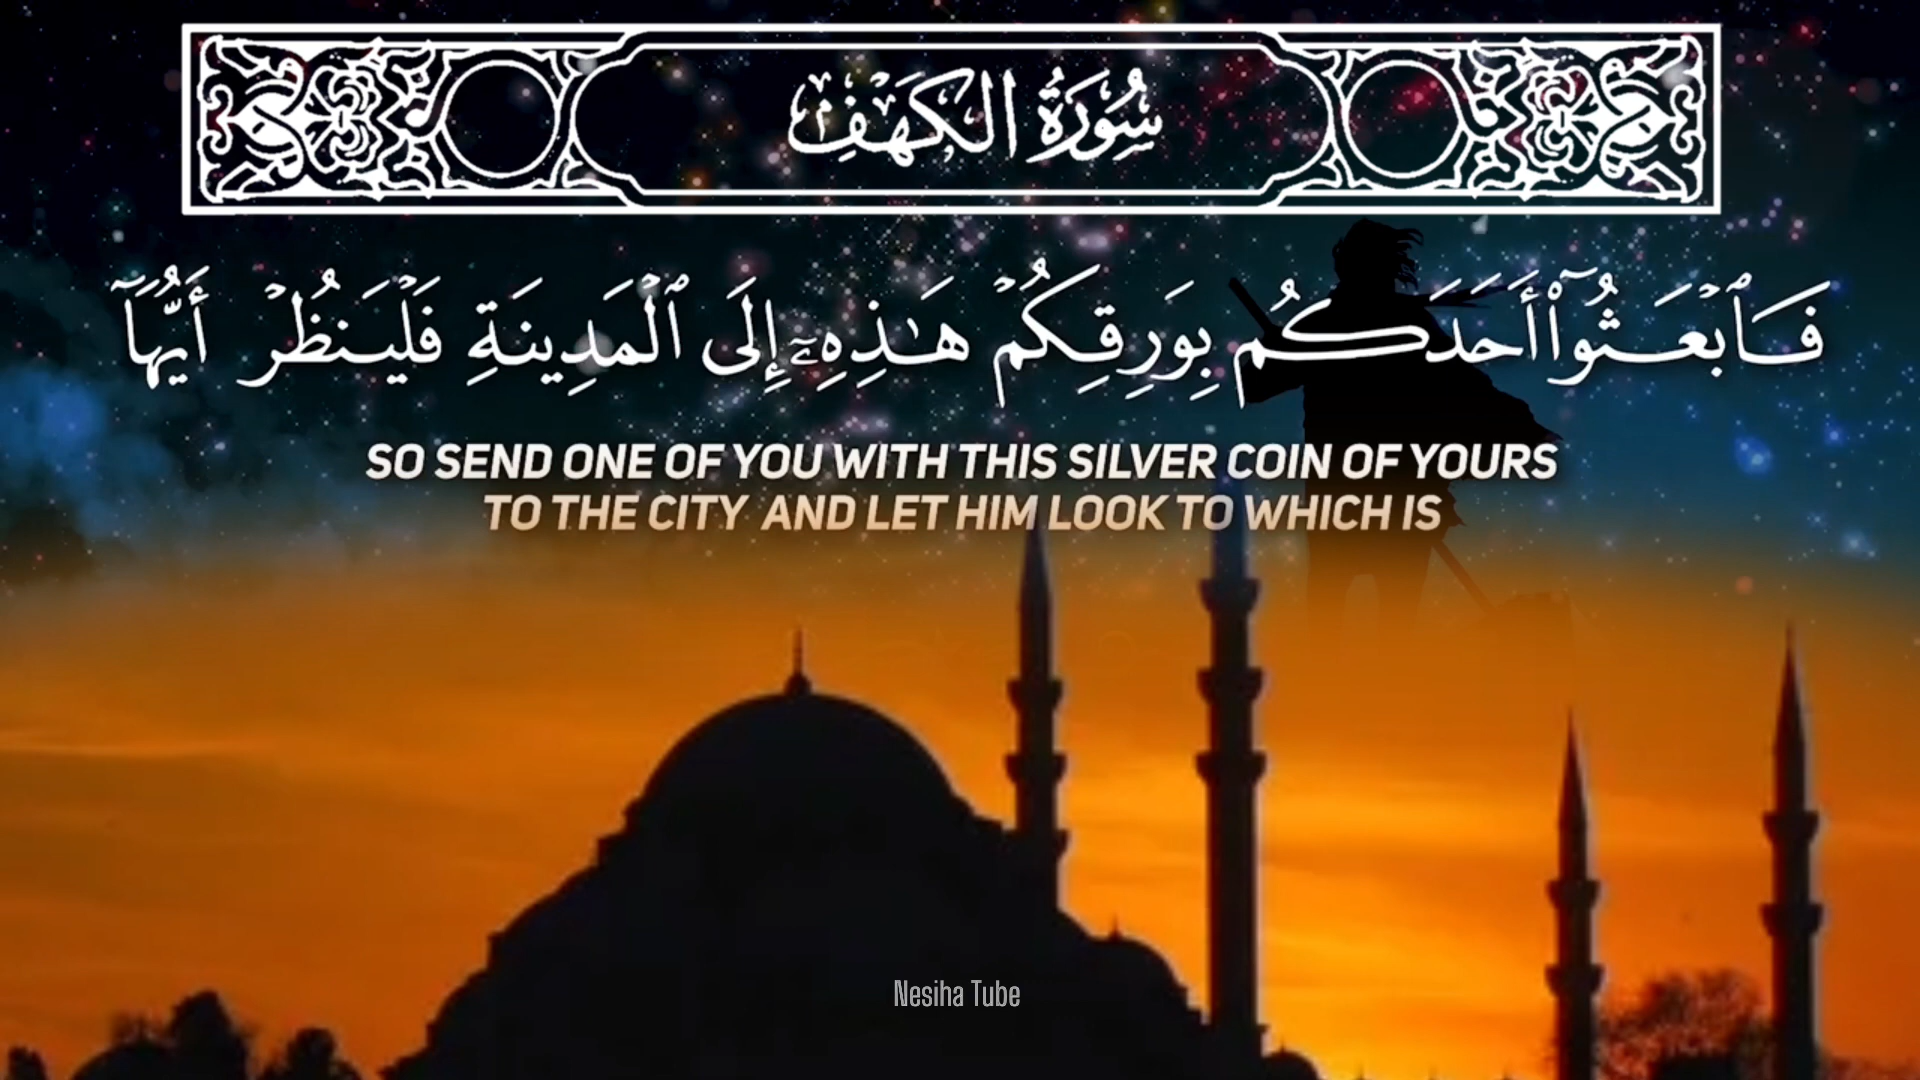 سُورَةُ الكَهْفِ
فَٱبْعَثُوٓا۟ أَحَدَكُم بِوَرِقِكُمْ هَـٰذِهِۦٓ إِلَى ٱلْمَدِينَةِ فَلْيَنظُرْ أَيُّهَآ
SO SEND ONE OF YOU WITH THIS SILVER COIN OF YOURS
TO THE CITY AND LET HIM LOOK TO WHICH IS
Nesiha Tube